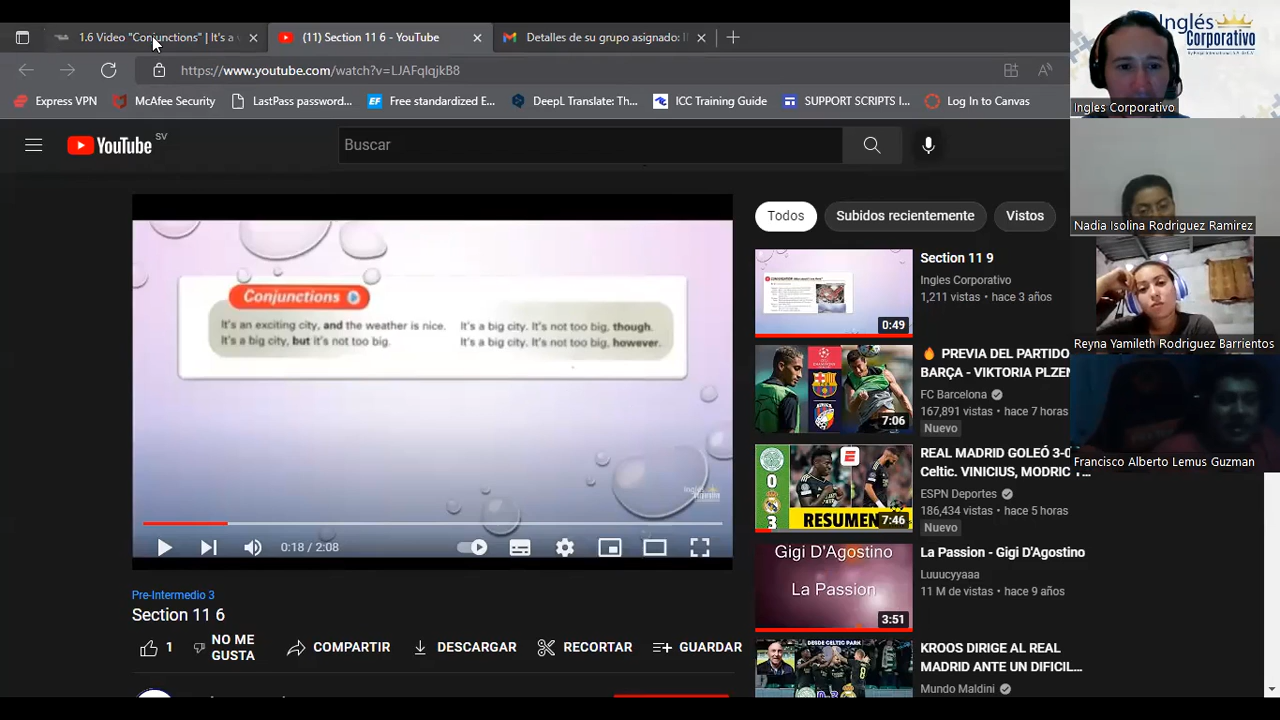 1.6 Video "Conjunctions" | It's a
(11) Section 11 6 - YouTube
Detalles de su grupo asignado:
https://www.youtube.com/watch?v=LJAFqIqjkB8
Express VPN
McAfee Security
LastPass password...
Free standardized E...
DeepL Translate: Th...
ICC Training Guide
SUPPORT SCRIPTS I...
Log In to Canvas
YouTube SV
Buscar
Conjunctions
It's an exciting city, and the weather is nice.
It's a big city, but it's not too big.
It's a big city. It's not too big, though.
It's a big city. It's not too big, however.
Inglés Corporativo
0:18 / 2:08
Pre-Intermedio 3
Section 11 6
1
NO ME GUSTA
COMPARTIR
DESCARGAR
RECORTAR
GUARDAR
Todos
Subidos recientemente
Vistos
Section 11 9
Ingles Corporativo
1,211 vistas • hace 3 años
0:49
PREVIA DEL PARTIDO
BARÇA - VIKTORIA PLZEN
FC Barcelona
167,891 vistas • hace 7 horas
Nuevo
7:06
REAL MADRID GOLEÓ 3-0
Celtic. VINICIUS, MODRIC Y...
ESPN Deportes
186,434 vistas • hace 5 horas
Nuevo
0
3
RESUMEN
7:46
La Passion - Gigi D'Agostino
Luuucyyaaa
11 M de vistas • hace 9 años
Gigi D'Agostino
La Passion
3:51
KROOS DIRIGE AL REAL
MADRID ANTE UN DIFICIL...
Mundo Maldini
DESDE CELTIC PARK
Inglés
Corporativo
Ingles Corporativo
Nadia Isolina Rodriguez Ramirez
Reyna Yamileth Rodriguez Barrientos
Francisco Alberto Lemus Guzman